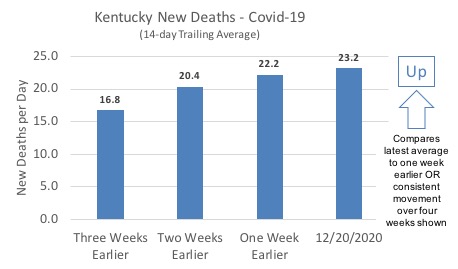 Kentucky New Deaths - Covid-19
(14-day Trailing Average)
New Deaths per Day
25.0
20.0
15.0
10.0
5.0
0.0
16.8
20.4
22.2
23.2
Three Weeks
Earlier
Two Weeks
Earlier
One Week
Earlier
12/20/2020
Up
Compares
latest average
to one week
earlier OR
consistent
movement
over four
weeks shown